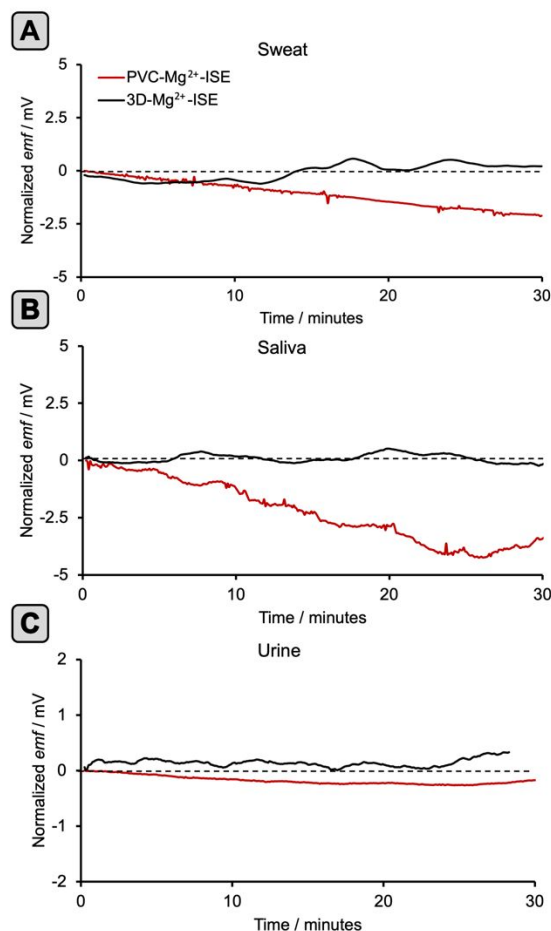 A
Sweat
5
PVC-Mg²⁺-ISE
3D-Mg²⁺-ISE
2.5
0
-2.5
-5
Normalized emf / mV
0 10 20 30
Time / minutes
B
Saliva
5
2.5
0
-2.5
-5
Normalized emf / mV
0 10 20 30
Time / minutes
C
Urine
2
1
0
-1
-2
Normalized emf / mV
0 10 20 30
Time / minutes